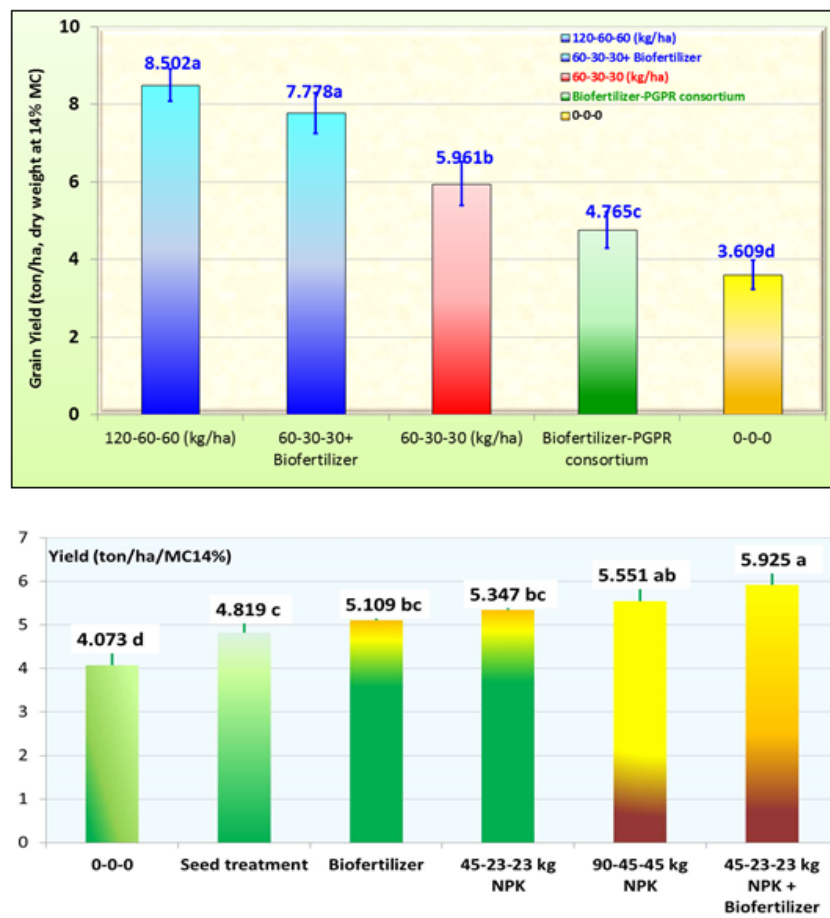 Grain Yield (ton/ha, dry weight at 14% MC)
10
8
6
4
2
0
8.502a
7.778a
5.961b
4.765c
3.609d
120-60-60 (kg/ha)
60-30-30+ Biofertilizer
60-30-30 (kg/ha)
Biofertilizer-PGPR consortium
0-0-0
120-60-60 (kg/ha)
60-30-30+
Biofertilizer
60-30-30 (kg/ha)
Biofertilizer-PGPR
consortium
0-0-0
Yield (ton/ha/MC14%)
7
6
5
4
3
2
1
0
4.073 d
4.819 c
5.109 bc
5.347 bc
5.551 ab
5.925 a
0-0-0
Seed treatment
Biofertilizer
45-23-23 kg
NPK
90-45-45 kg
NPK
45-23-23 kg
NPK +
Biofertilizer